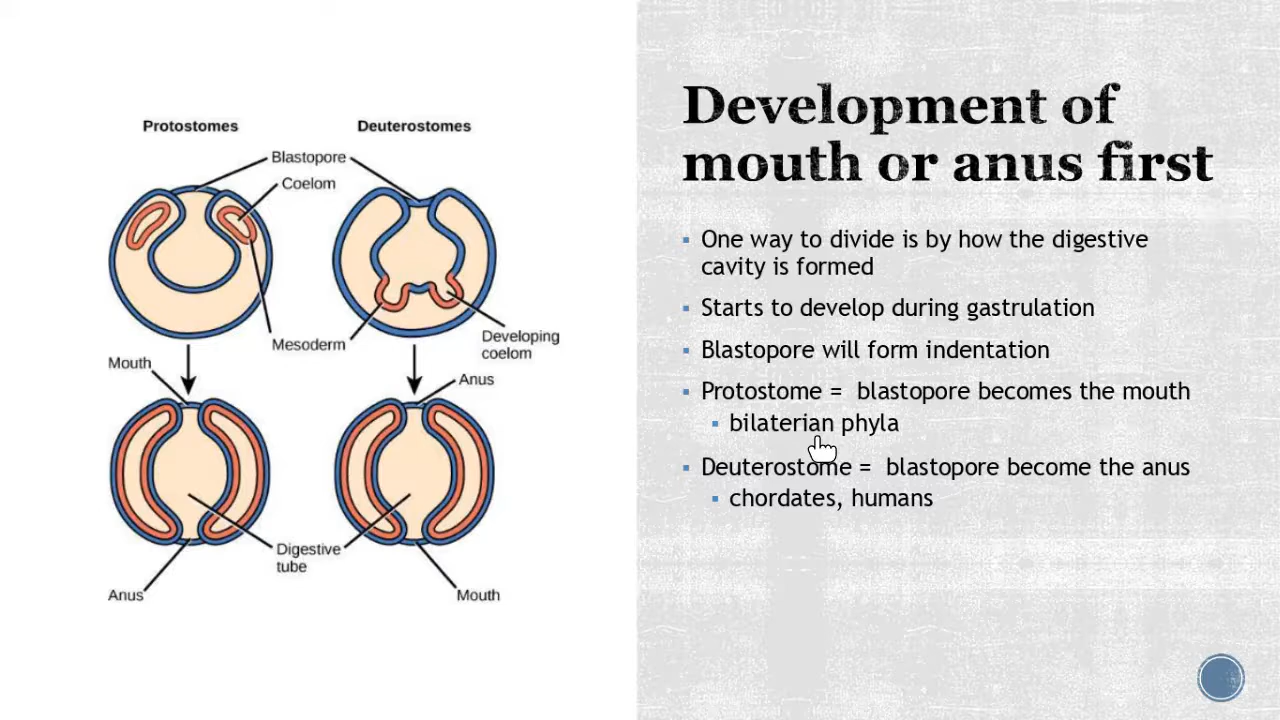 Protostomes
Deuterostomes
Blastopore
Coelom
Mesoderm
Developing
coelom
Mouth
Anus
Digestive
tube
Anus
Mouth
Development of
mouth or anus first
▪ One way to divide is by how the digestive
cavity is formed
▪ Starts to develop during gastrulation
▪ Blastopore will form indentation
▪ Protostome = blastopore becomes the mouth
▪ bilaterian phyla
▪ Deuterostome = blastopore become the anus
▪ chordates, humans